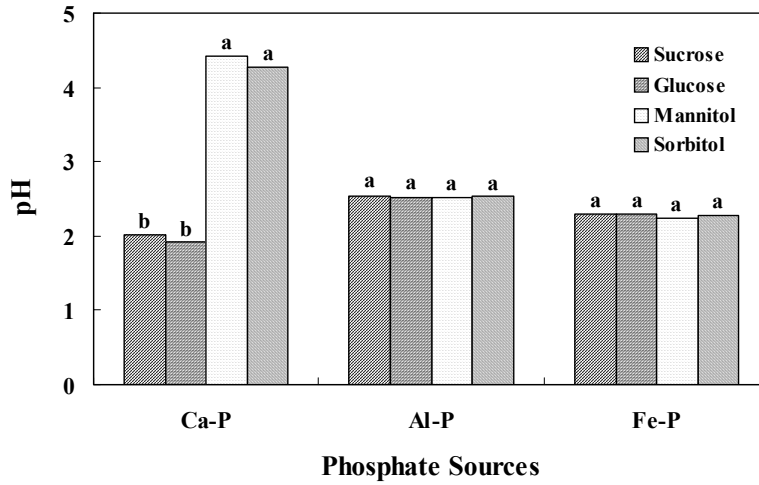 5
4
3
2
1
0
pH
a
a
b
b
a
a
a
a
a
a
a
a
Sucrose
Glucose
Mannitol
Sorbitol
Ca-P
Al-P
Fe-P
Phosphate Sources